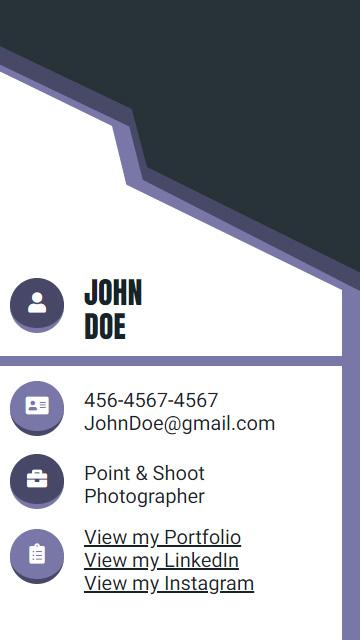 JOHN
DOE
456-4567-4567
JohnDoe@gmail.com
Point & Shoot
Photographer
View my Portfolio
View my LinkedIn
View my Instagram